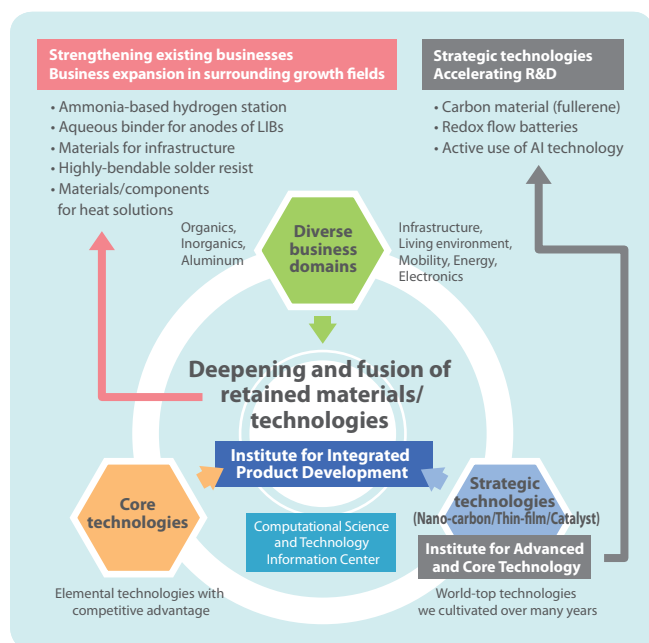 Strengthening existing businesses
Business expansion in surrounding growth fields
• Ammonia-based hydrogen station
• Aqueous binder for anodes of LIBs
• Materials for infrastructure
• Highly-bendable solder resist
• Materials/components
for heat solutions
Strategic technologies
Accelerating R&D
• Carbon material (fullerene)
• Redox flow batteries
• Active use of AI technology
Organics,
Inorganics,
Aluminum
Diverse
business
domains
Infrastructure,
Living environment,
Mobility, Energy,
Electronics
Deepening and fusion of
retained materials/
technologies
Institute for Integrated
Product Development
Core
technologies
Elemental technologies with
competitive advantage
Computational Science
and Technology
Information Center
Strategic
technologies
(Nano-carbon/Thin-film/Catalyst)
Institute for Advanced
and Core Technology
World-top technologies
we cultivated over many years